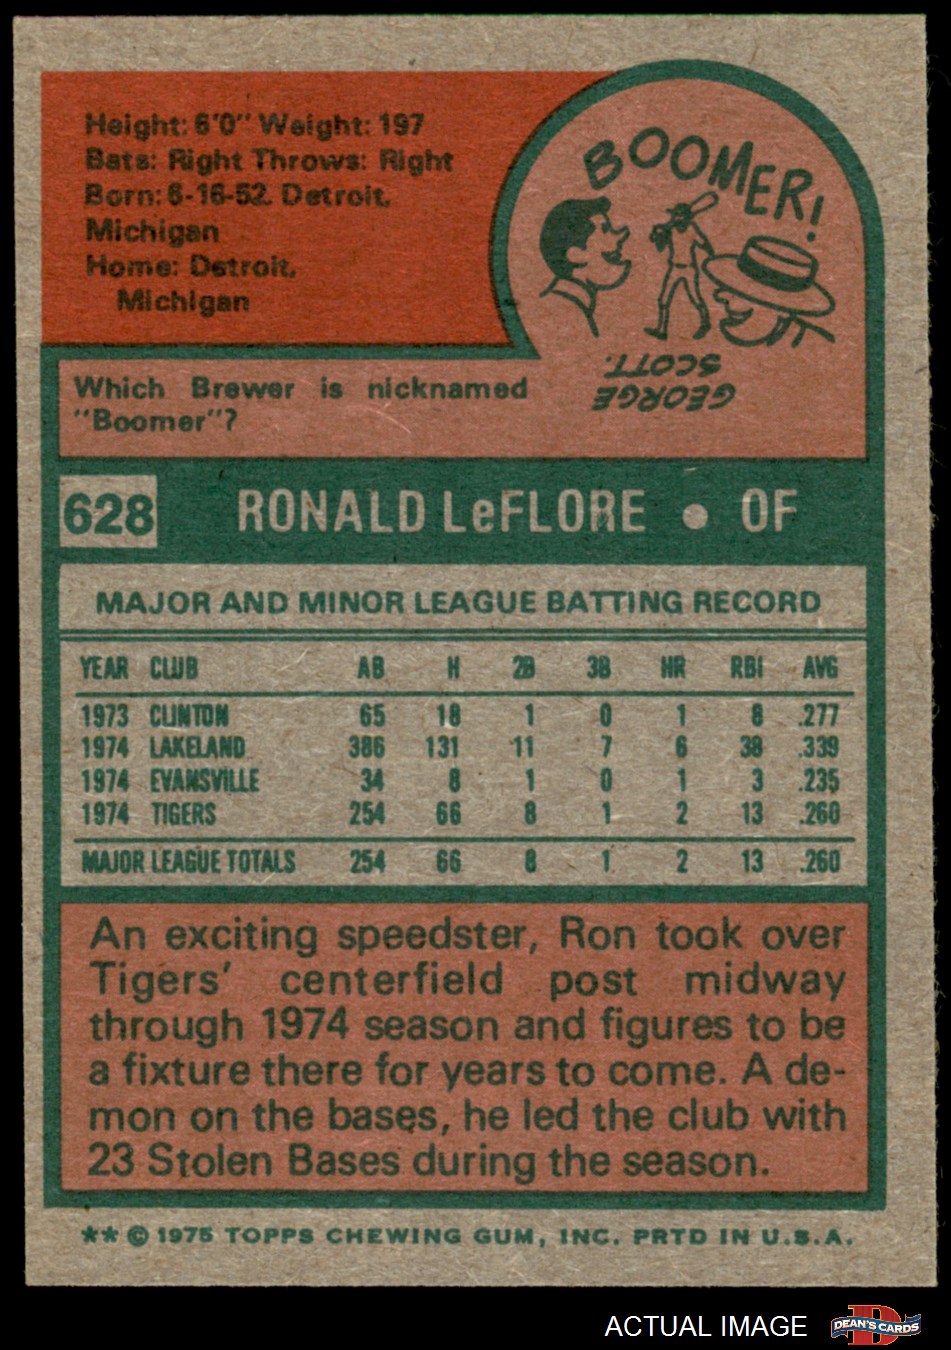 Height: 6'0" Weight: 197
Bats: Right Throws: Right
Born: 6-16-52. Detroit,
Michigan
Home: Detroit,
Michigan
BOOMER!
GEORGE
SCOTT.
Which Brewer is nicknamed
"Boomer"?
628 RONALD LeFLORE • OF
MAJOR AND MINOR LEAGUE BATTING RECORD
YEAR CLUB AB H 2B 3B HR RBI AVG
1973 CLINTON 65 18 1 0 1 8 .277
1974 LAKELAND 386 131 11 7 6 38 .339
1974 EVANSVILLE 34 8 1 0 1 3 .235
1974 TIGERS 254 66 8 1 2 13 .260
MAJOR LEAGUE TOTALS 254 66 8 1 2 13 .260
An exciting speedster, Ron took over
Tigers' centerfield post midway
through 1974 season and figures to be
a fixture there for years to come. A de-
mon on the bases, he led the club with
23 Stolen Bases during the season.
** © 1975 TOPPS CHEWING GUM, INC. PRTD IN U.S.A.
ACTUAL IMAGE
D
DEAN'S CARDS